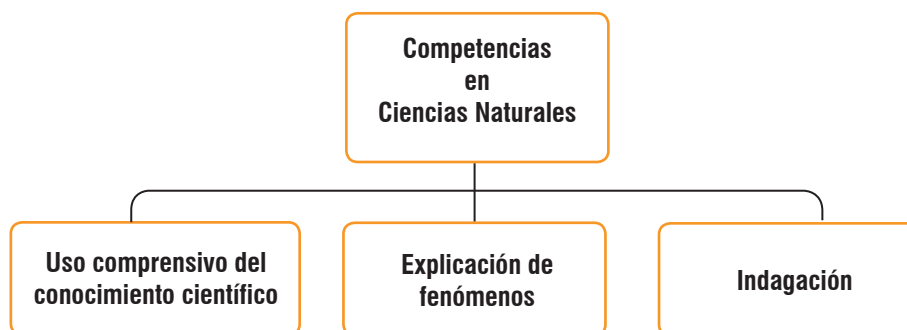 Competencias
en
Ciencias Naturales
Uso comprensivo del
conocimiento científico
Explicación de
fenómenos
Indagación